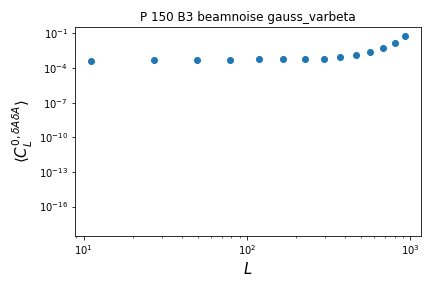 P 150 B3 beamnoise gauss_varbeta
10⁻¹
10⁻⁴
10⁻⁷
10⁻¹⁰
10⁻¹³
10⁻¹⁶
⟨C_L^{0, δAδA}⟩
10¹ 10² 10³
L